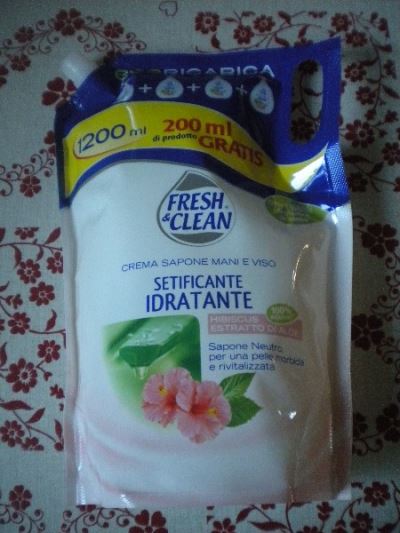 ECORICARICA
1200 ml
200 ml
di prodotto GRATIS
FRESH
& CLEAN
CREMA SAPONE MANI E VISO
SETIFICANTE
IDRATANTE
HIBISCUS
ESTRATTO DI ALOE
100%
Sapone Neutro
per una pelle morbida
e rivitalizzata